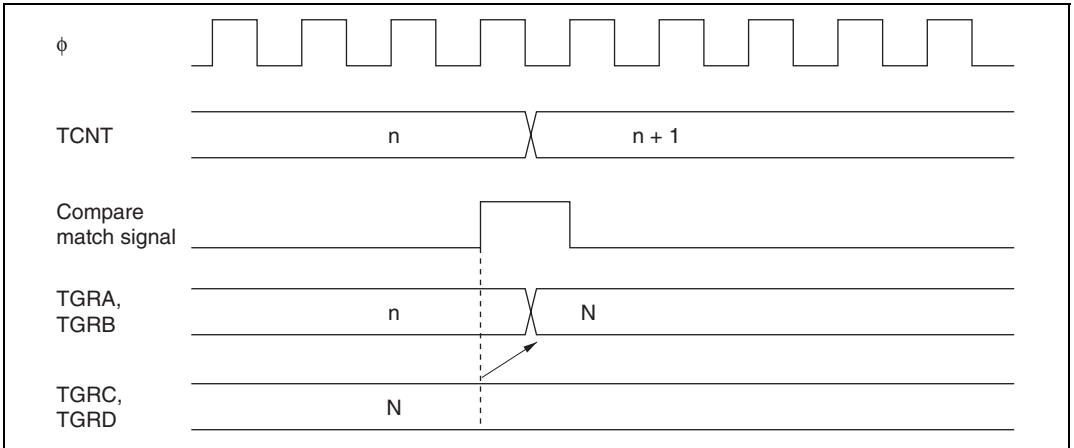 φ
TCNT
n
n + 1
Compare
match signal
TGRA,
TGRB
n
N
TGRC,
TGRD
N